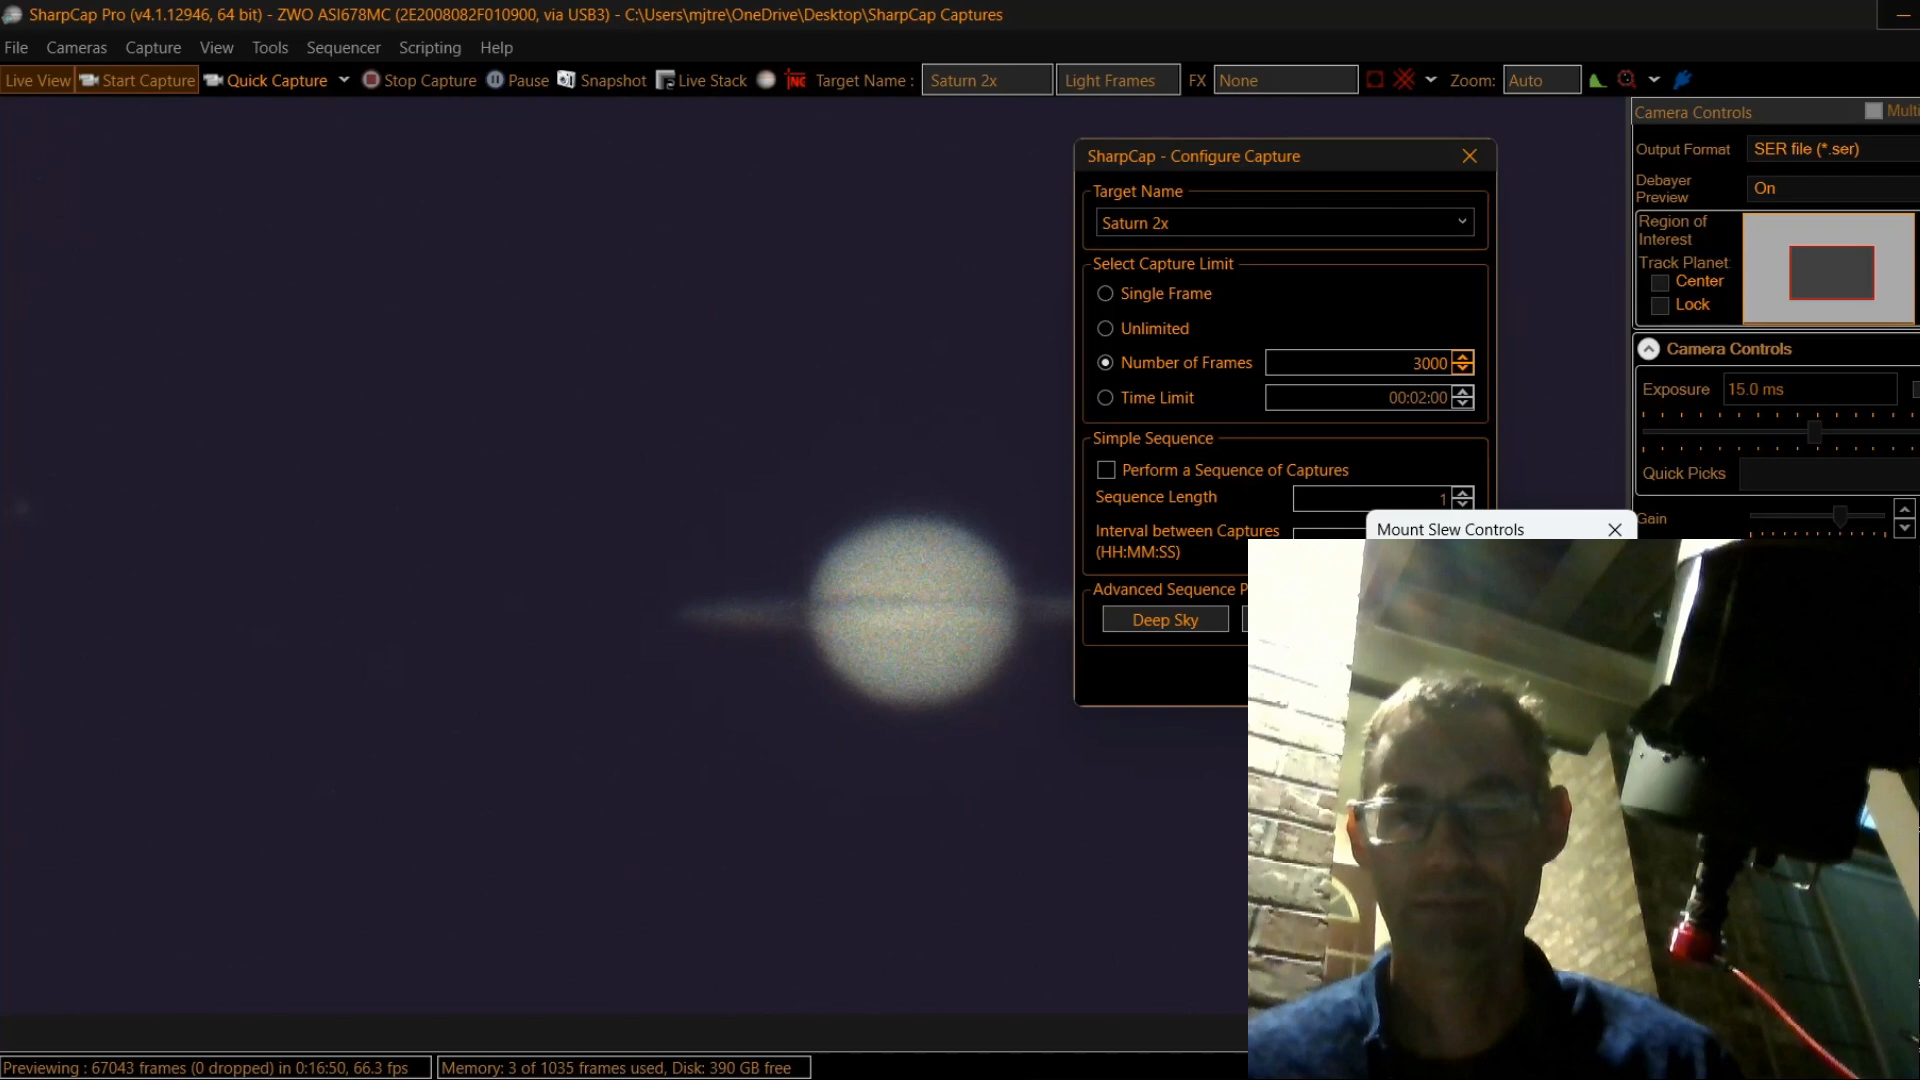 SharpCap Pro (v4.1.12946, 64 bit) - ZWO ASI678MC (2E2008082F010900, via USB3) - C:\Users\mjtre\OneDrive\Desktop\SharpCap Captures
File Cameras Capture View Tools Sequencer Scripting Help
Live View Start Capture Quick Capture Stop Capture Pause Snapshot Live Stack Target Name : Saturn 2x Light Frames FX None Zoom: Auto
Camera Controls Multi
Output Format SER file (*.ser)
Debayer Preview On
Region of Interest
Track Planet:
Center
Lock
Camera Controls
Exposure 15.0 ms
Quick Picks
Gain
SharpCap - Configure Capture
Target Name
Saturn 2x
Select Capture Limit
Single Frame
Unlimited
Number of Frames 3000
Time Limit 00:02:00
Simple Sequence
Perform a Sequence of Captures
Sequence Length 1
Interval between Captures
(HH:MM:SS)
Advanced Sequence P
Deep Sky
Mount Slew Controls
Previewing : 67043 frames (0 dropped) in 0:16:50, 66.3 fps Memory: 3 of 1035 frames used, Disk: 390 GB free